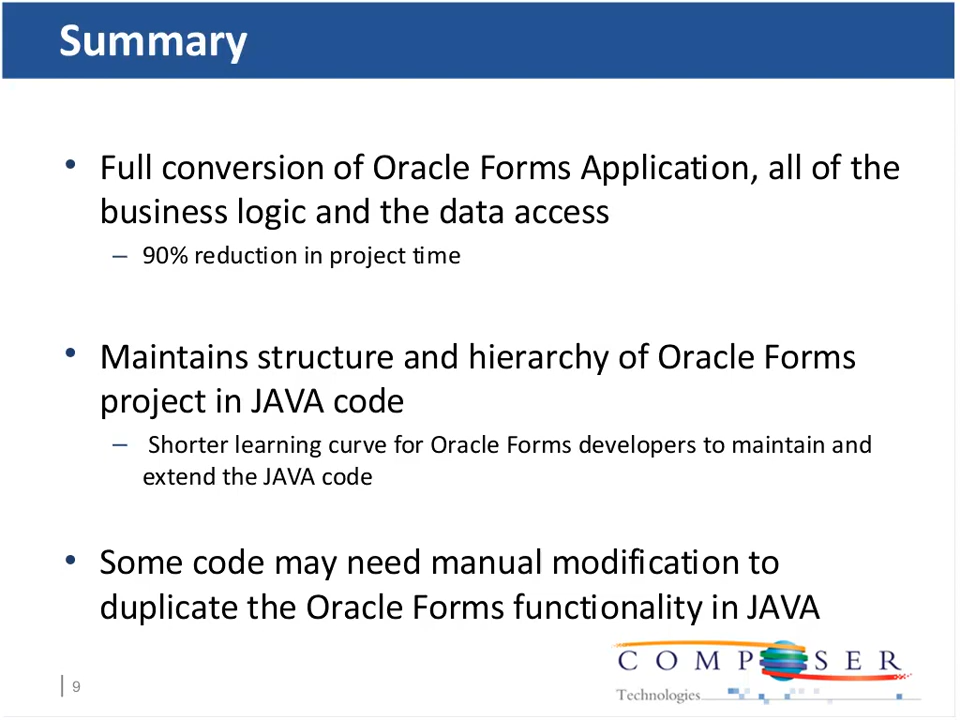 Summary
• Full conversion of Oracle Forms Application, all of the
business logic and the data access
– 90% reduction in project time
• Maintains structure and hierarchy of Oracle Forms
project in JAVA code
– Shorter learning curve for Oracle Forms developers to maintain and
extend the JAVA code
• Some code may need manual modification to
duplicate the Oracle Forms functionality in JAVA
COMPOSER
Technologies
9